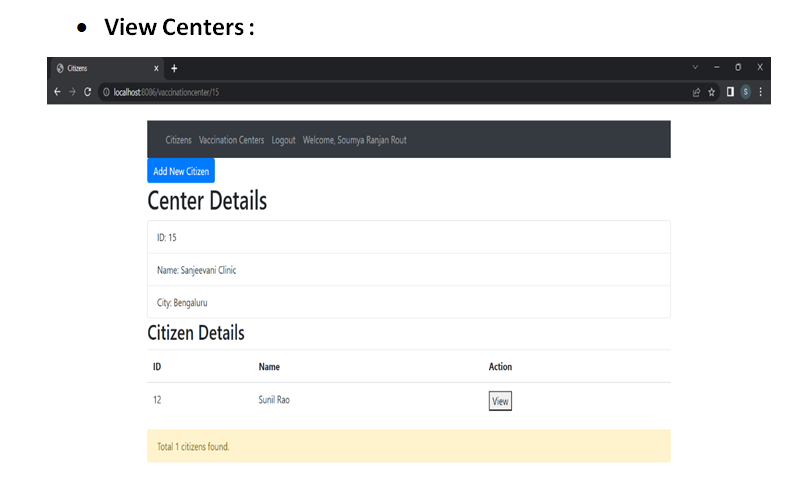 • View Centers :
Citizens
localhost:8086/vaccinationcenter/15
S
Citizens Vaccination Centers Logout Welcome, Soumya Ranjan Rout
Add New Citizen
Center Details
ID: 15
Name: Sanjeevani Clinic
City: Bengaluru
Citizen Details
ID Name Action
12 Sunil Rao View
Total 1 citizens found.